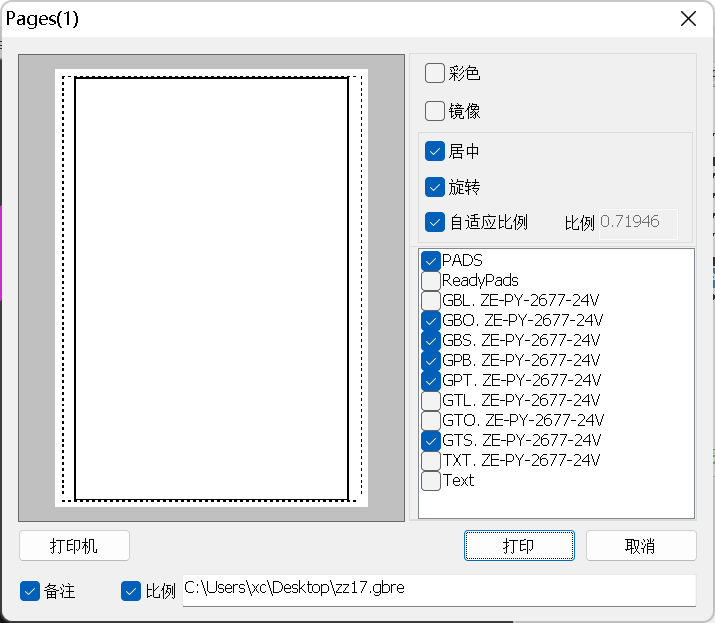 Pages(1)
彩色
镜像
居中
旋转
自适应比例 比例 0.71946
PADS
ReadyPads
GBL. ZE-PY-2677-24V
GBO. ZE-PY-2677-24V
GBS. ZE-PY-2677-24V
GPB. ZE-PY-2677-24V
GPT. ZE-PY-2677-24V
GTL. ZE-PY-2677-24V
GTO. ZE-PY-2677-24V
GTS. ZE-PY-2677-24V
TXT. ZE-PY-2677-24V
Text
打印机 打印 取消
备注 比例 C:\Users\xc\Desktop\zz17.gbre